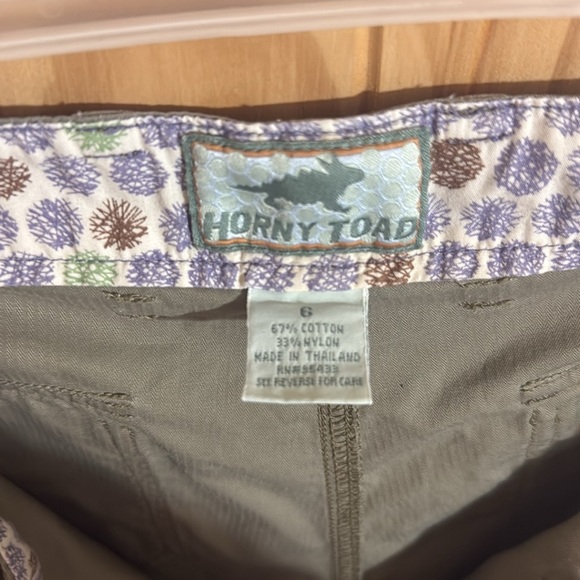 HORNY TOAD
6
67% COTTON
33% NYLON
MADE IN THAILAND
RN#95433
SEE REVERSE FOR CARE